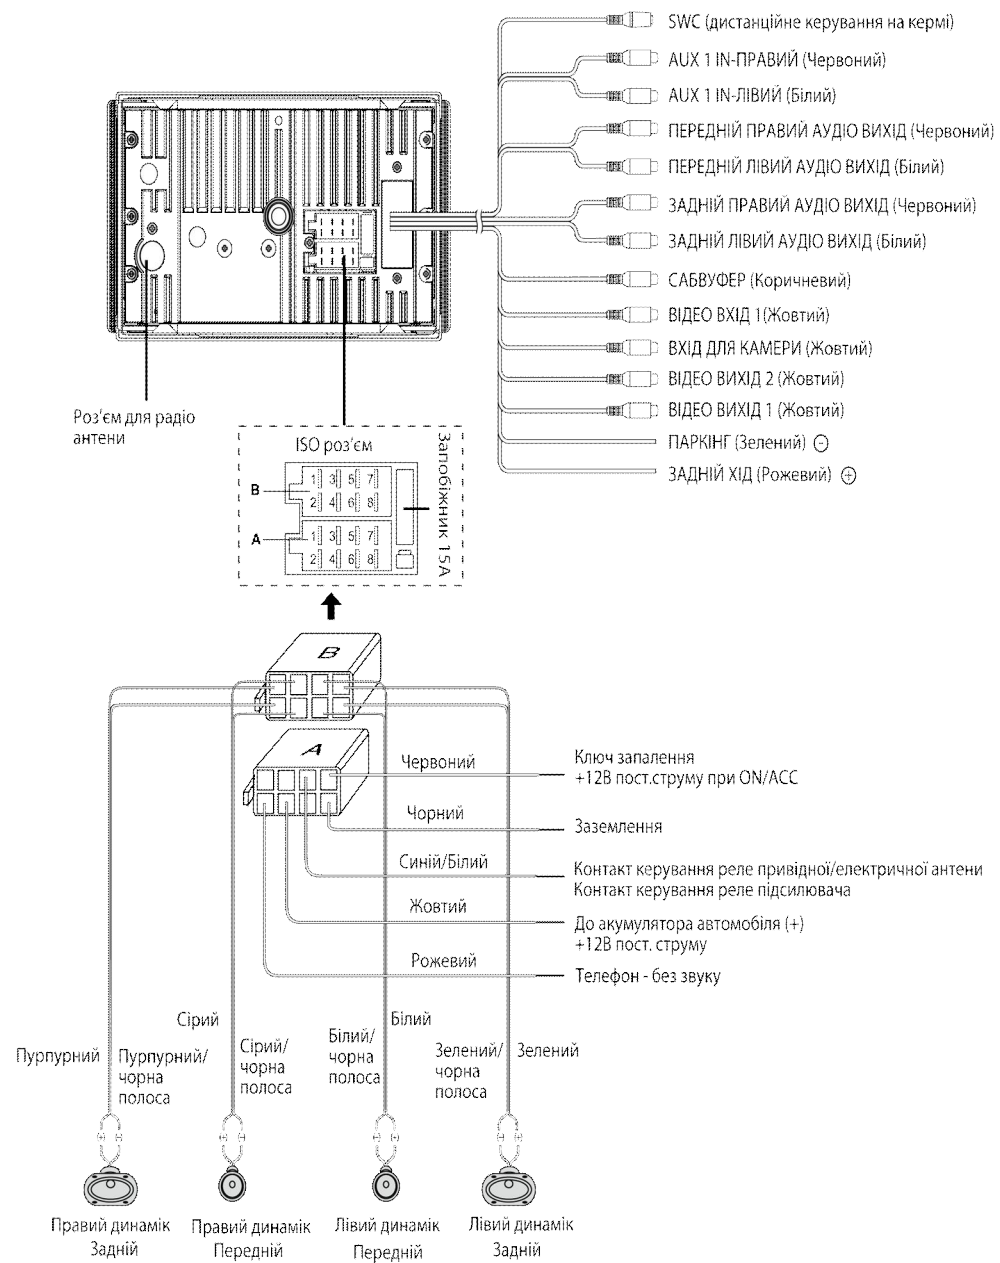 SWC (дистанційне керування на кермі)
AUX 1 IN-ПРАВИЙ (Червоний)
AUX 1 IN-ЛІВИЙ (Білий)
ПЕРЕДНІЙ ПРАВИЙ АУДІО ВИХІД (Червоний)
ПЕРЕДНІЙ ЛІВИЙ АУДІО ВИХІД (Білий)
ЗАДНІЙ ПРАВИЙ АУДІО ВИХІД (Червоний)
ЗАДНІЙ ЛІВИЙ АУДІО ВИХІД (Білий)
САБВУФЕР (Коричневий)
ВІДЕО ВХІД 1(Жовтий)
ВХІД ДЛЯ КАМЕРИ (Жовтий)
ВІДЕО ВИХІД 2 (Жовтий)
ВІДЕО ВИХІД 1 (Жовтий)
ПАРКІНГ (Зелений) -
ЗАДНІЙ ХІД (Рожевий) +
Роз'єм для радіо
антени
ISO роз'єм
Запобіжник 15А
B
1 3 5 7
2 4 6 8
A
1 3 5 7
2 4 6 8
B
A
Червоний
Ключ запалення
+12В пост.струму при ON/ACC
Чорний
Заземлення
Синій/Білий
Контакт керування реле привідної/електричної антени
Контакт керування реле підсилювача
Жовтий
До акумулятора автомобіля (+)
+12В пост. струму
Рожевий
Телефон - без звуку
Пурпурний
Пурпурний/
чорна
полоса
Сірий
Сірий/
чорна
полоса
Білий/
чорна
полоса
Білий
Зелений/
чорна
полоса
Зелений
+ -
+ -
+ -
+ -
Правий динамік
Задній
Правий динамік
Передній
Лівий динамік
Передній
Лівий динамік
Задній